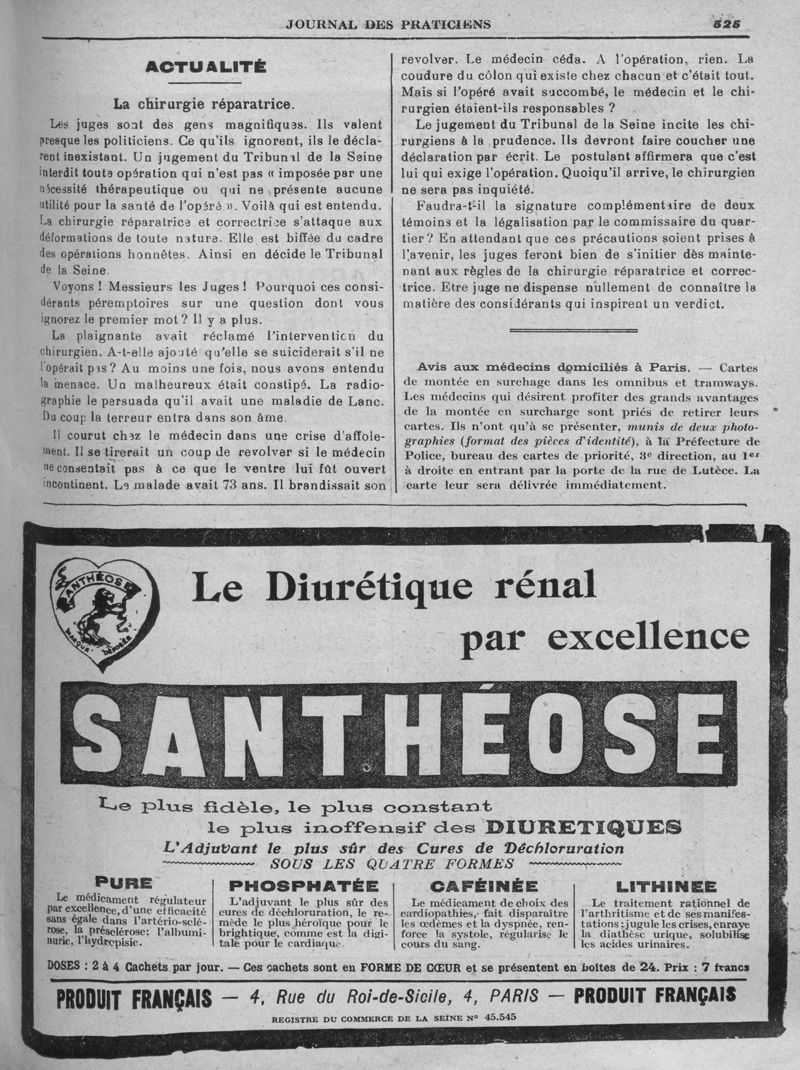 JOURNAL DES PRATICIENS 525
ACTUALITÉ
La chirurgie réparatrice.
Les juges sont des gens magnifiques. Ils valent
presque les politiciens. Ce qu'ils ignorent, ils le décla-
rent inexistant. Un jugement du Tribunal de la Seine
interdit toute opération qui n'est pas « imposée par une
nécessité thérapeutique ou qui ne présente aucune
utilité pour la santé de l'opéré ». Voilà qui est entendu.
La chirurgie réparatrice et correctrice s'attaque aux
déformations de toute nature. Elle est biffée du cadre
des opérations honnêtes. Ainsi en décide le Tribunal
de la Seine.
Voyons ! Messieurs les Juges ! Pourquoi ces consi-
dérants péremptoires sur une question dont vous
ignorez le premier mot ? Il y a plus.
La plaignante avait réclamé l'intervention du
chirurgien. A-t-elle ajouté qu'elle se suiciderait s'il ne
l'opérait pas ? Au moins une fois, nous avons entendu
la menace. Un malheureux était constipé. La radio-
graphie le persuada qu'il avait une maladie de Lane.
Du coup la terreur entra dans son âme.
Il courut chez le médecin dans une crise d'affole-
ment. Il se tirerait un coup de revolver si le médecin
ne consentait pas à ce que le ventre lui fût ouvert
incontinent. Le malade avait 73 ans. Il brandissait son
revolver. Le médecin céda. A l'opération, rien. La
coudure du côlon qui existe chez chacun et c'était tout.
Mais si l'opéré avait succombé, le médecin et le chi-
rurgien étaient-ils responsables ?
Le jugement du Tribunal de la Seine incite les chi-
rurgiens à la prudence. Ils devront faire coucher une
déclaration par écrit. Le postulant affirmera que c'est
lui qui exige l'opération. Quoiqu'il arrive, le chirurgien
ne sera pas inquiété.
Faudra-t-il la signature complémentaire de deux
témoins et la légalisation par le commissaire du quar-
tier ? En attendant que ces précautions soient prises à
l'avenir, les juges feront bien de s'initier dès mainte-
nant aux règles de la chirurgie réparatrice et correc-
trice. Etre juge ne dispense nullement de connaître la
matière des considérants qui inspirent un verdict.
Avis aux médecins domiciliés à Paris. — Cartes
de montée en surchage dans les omnibus et tramways.
Les médecins qui désirent profiter des grands avantages
de la montée en surcharge sont priés de retirer leurs
cartes. Ils n'ont qu'à se présenter, munis de deux photo-
graphies (format des pièces d'identité), à la Préfecture de
Police, bureau des cartes de priorité, 3e direction, au 1er
à droite en entrant par la porte de la rue de Lutèce. La
carte leur sera délivrée immédiatement.
SANTHÉOSE
MARQUE DÉPOSÉE
Le Diurétique rénal
par excellence
SANTHÉOSE
Le plus fidèle, le plus constant
le plus inoffensif des DIURETIQUES
L'Adjuvant le plus sûr des Cures de Déchloruration
SOUS LES QUATRE FORMES
PURE
Le médicament régulateur
par excellence, d'une efficacité
sans égale dans l'artério-sclé-
rose, la présclérose; l'albumi-
nurie, l'hydropisie.
PHOSPHATÉE
L'adjuvant le plus sûr des
cures de déchloruration, le re-
mède le plus héroïque pour le
brightique, comme est la digi-
tale pour le cardiaque.
CAFÉINÉE
Le médicament de choix des
cardiopathies, fait disparaître
les œdèmes et la dyspnée, ren-
force la systole, régularise le
cours du sang.
LITHINÉE
Le traitement rationnel de
l'arthritisme et de ses manifes-
tations; jugule les crises, enraye
la diathèse urique, solubilise
les acides urinaires.
DOSES : 2 à 4 Cachets par jour. — Ces cachets sont en FORME DE CŒUR et se présentent en boîtes de 24. Prix : 7 francs
PRODUIT FRANÇAIS — 4, Rue du Roi-de-Sicile, 4, PARIS — PRODUIT FRANÇAIS
REGISTRE DU COMMERCE DE LA SEINE N° 45.545